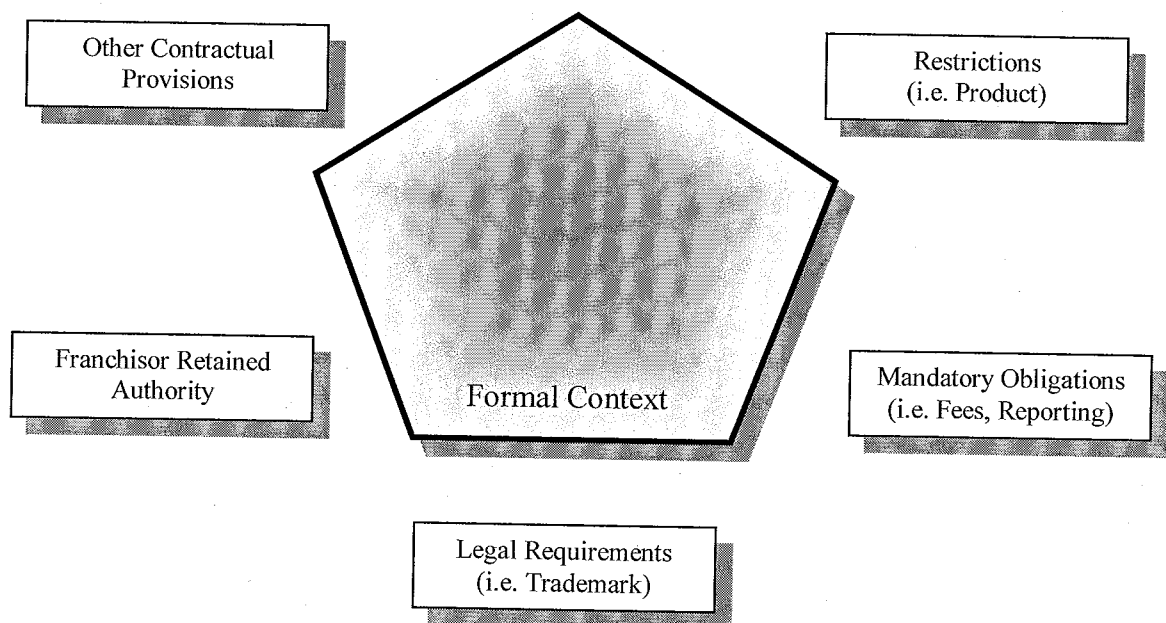 Other Contractual
Provisions
Restrictions
(i.e. Product)
Franchisor Retained
Authority
Formal Context
Mandatory Obligations
(i.e. Fees, Reporting)
Legal Requirements
(i.e. Trademark)